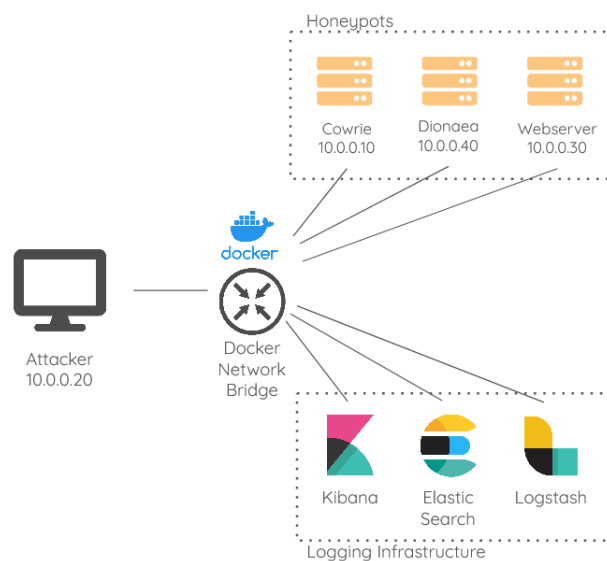 Honeypots
Cowrie
10.0.0.10
Dionaea
10.0.0.40
Webserver
10.0.0.30
docker
Attacker
10.0.0.20
Docker
Network
Bridge
Kibana
Elastic
Search
Logstash
Logging Infrastructure